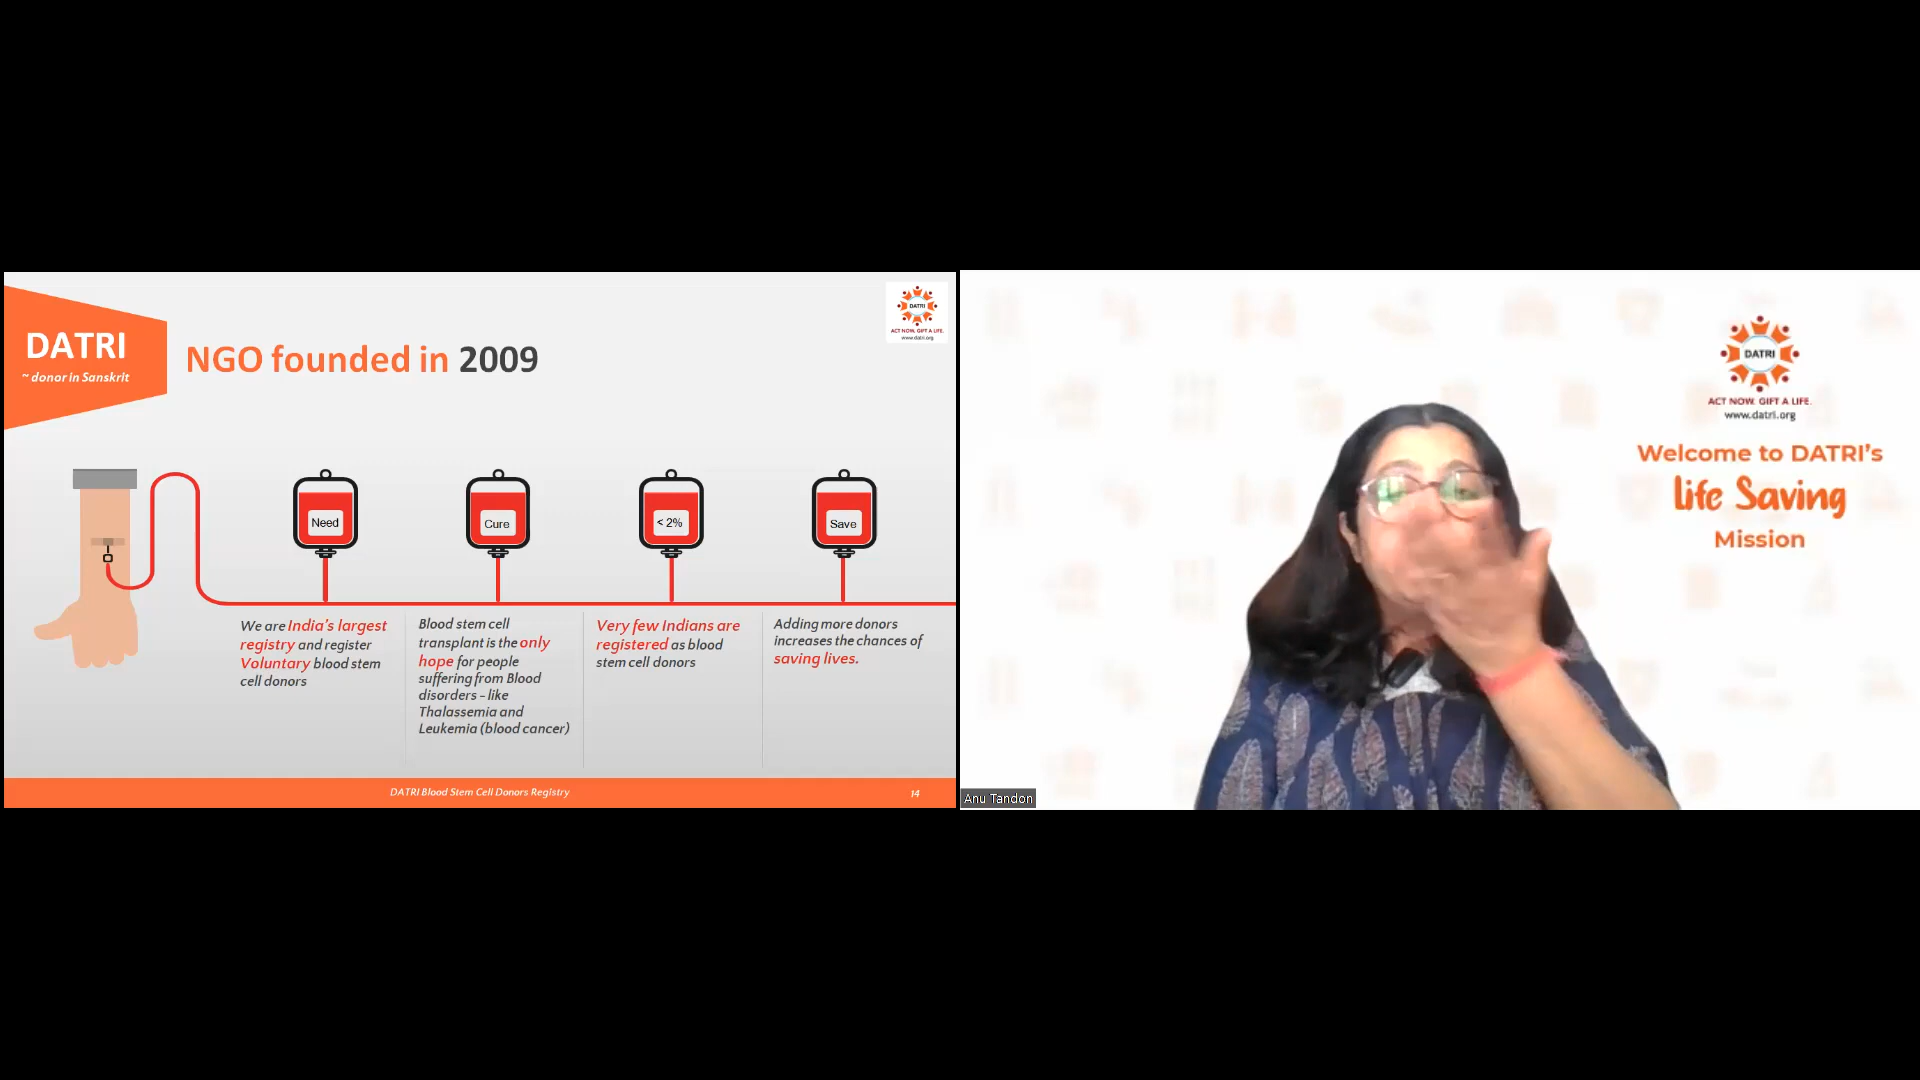 DATRI
~ donor in Sanskrit
NGO founded in 2009
DATRI
ACT NOW. GIFT A LIFE.
www.datri.org
Need
Cure
< 2%
Save
We are India's largest
registry and register
Voluntary blood stem
cell donors
Blood stem cell
transplant is the only
hope for people
suffering from Blood
disorders – like
Thalassemia and
Leukemia (blood cancer)
Very few Indians are
registered as blood
stem cell donors
Adding more donors
increases the chances of
saving lives.
DATRI Blood Stem Cell Donors Registry
14
DATRI
ACT NOW. GIFT A LIFE.
www.datri.org
Welcome to DATRI's
life Saving
Mission
Anu Tandon